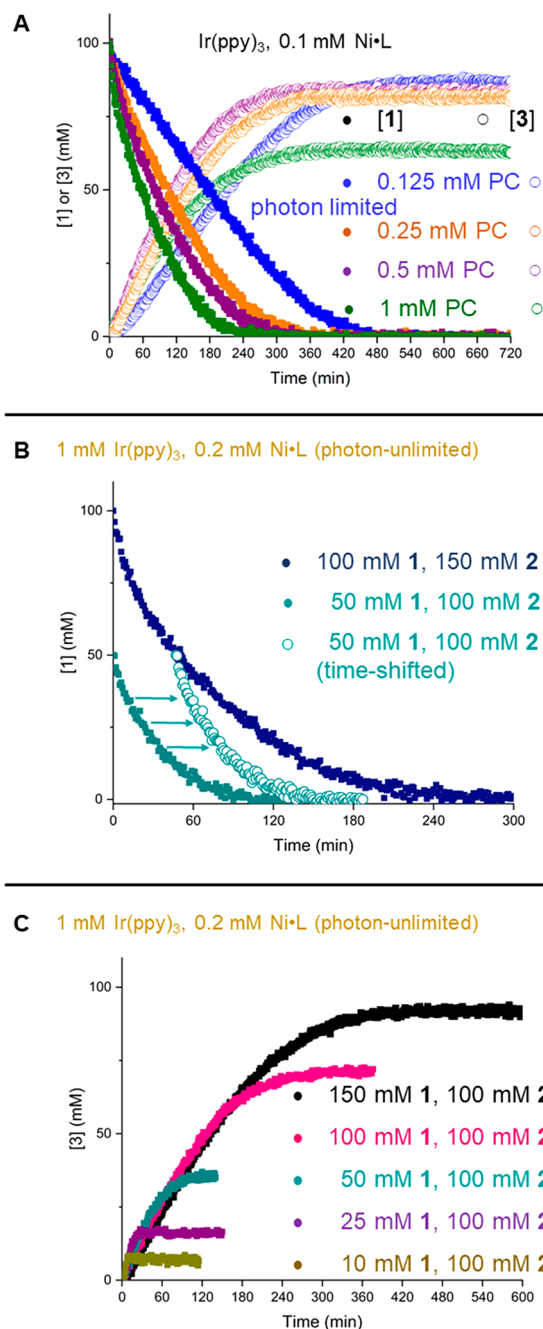 A
Ir(ppy)₃, 0.1 mM Ni•L
100
50
0
[1] or [3] (mM)
● [1] ○ [3]
● 0.125 mM PC ○
photon limited
● 0.25 mM PC ○
● 0.5 mM PC ○
● 1 mM PC ○
0 60 120 180 240 300 360 420 480 540 600 660 720
Time (min)
B 1 mM Ir(ppy)₃, 0.2 mM Ni•L (photon-unlimited)
100
50
0
[1] (mM)
● 100 mM 1, 150 mM 2
● 50 mM 1, 100 mM 2
○ 50 mM 1, 100 mM 2
(time-shifted)
0 60 120 180 240 300
Time (min)
C 1 mM Ir(ppy)₃, 0.2 mM Ni•L (photon-unlimited)
100
50
0
[3] (mM)
● 150 mM 1, 100 mM 2
● 100 mM 1, 100 mM 2
● 50 mM 1, 100 mM 2
● 25 mM 1, 100 mM 2
● 10 mM 1, 100 mM 2
0 60 120 180 240 300 360 420 480 540 600
Time (min)